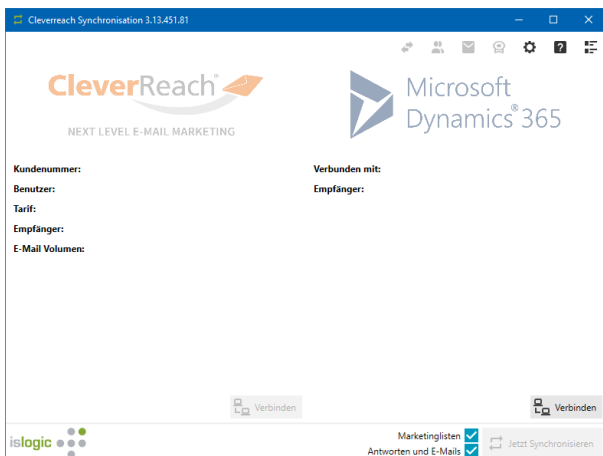 Cleverreach Synchronisation 3.13.451.81
CleverReach®
NEXT LEVEL E-MAIL MARKETING
Microsoft
Dynamics® 365
Kundenummer:
Benutzer:
Tarif:
Empfänger:
E-Mail Volumen:
Verbunden mit:
Empfänger:
Verbinden
Verbinden
islogic
Marketinglisten
Antworten und E-Mails
Jetzt Synchronisieren